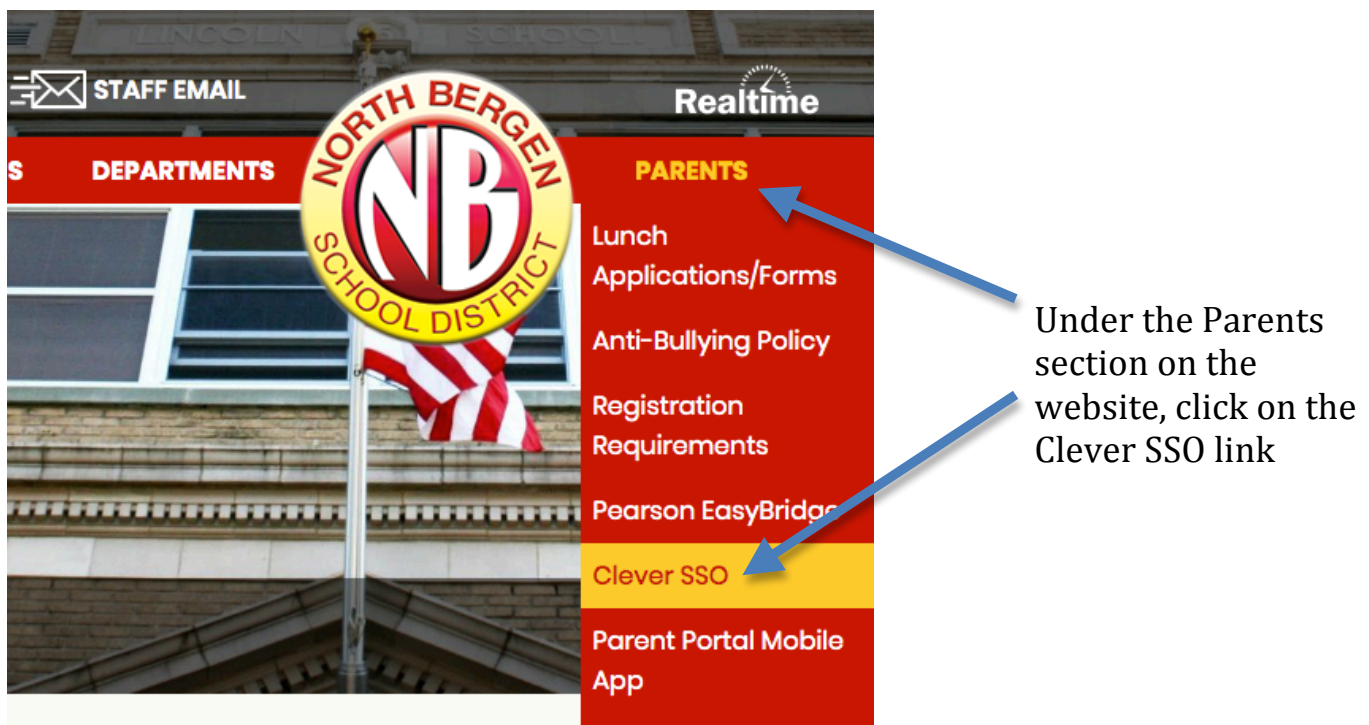 LINCOLN SCHOOL.
STAFF EMAIL
Realtime
NORTH BERGEN
NB
SCHOOL DISTRICT
S
DEPARTMENTS
PARENTS
Lunch
Applications/Forms
Anti-Bullying Policy
Registration
Requirements
Pearson EasyBridge
Clever SSO
Parent Portal Mobile
App
Under the Parents
section on the
website, click on the
Clever SSO link